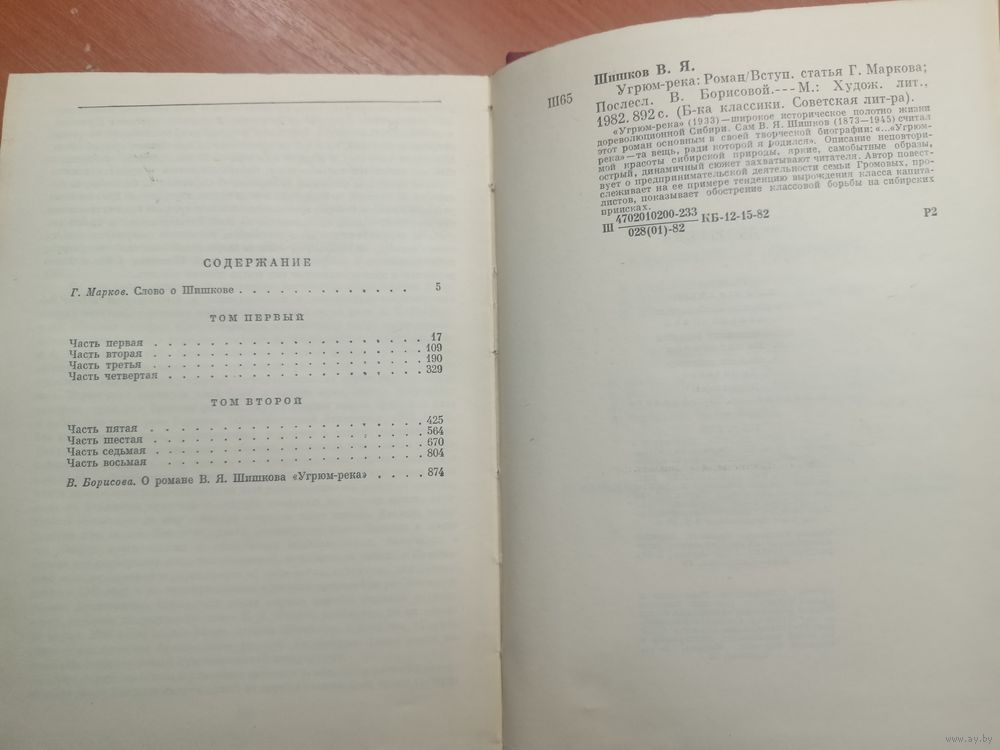 СОДЕРЖАНИЕ
Г. Марков. Слово о Шишкове . . . . . . . . . . . . . 5
ТОМ ПЕРВЫЙ
Часть первая . . . . . . . . . . . . . . . . . . . . 17
Часть вторая . . . . . . . . . . . . . . . . . . . . 109
Часть третья . . . . . . . . . . . . . . . . . . . . 190
Часть четвертая . . . . . . . . . . . . . . . . . . . 329
ТОМ ВТОРОЙ
Часть пятая . . . . . . . . . . . . . . . . . . . . 425
Часть шестая . . . . . . . . . . . . . . . . . . . . 564
Часть седьмая . . . . . . . . . . . . . . . . . . . . 670
Часть восьмая . . . . . . . . . . . . . . . . . . . 804
В. Борисова. О романе В. Я. Шишкова «Угрюм-река» . . . . 874
Шишков В. Я.
Ш65 Угрюм-река: Роман/Вступ. статья Г. Маркова;
Послесл. В. Борисовой.--- М.: Худож. лит.,
1982. 892 с. (Б-ка классики. Советская лит-ра).
«Угрюм-река» (1933)—широкое историческое полотно жизни
дореволюционной Сибири. Сам В. Я. Шишков (1873—1945) считал
этот роман основным в своей творческой биографии: «...«Угрюм-
река»—та вещь, ради которой я родился». Описание неповтори-
мой красоты сибирской природы, яркие, самобытные образы,
острый, динамичный сюжет захватывают читателя. Автор повест-
вует о предпринимательской деятельности семьи Громовых, про-
слеживает на ее примере тенденцию вырождения класса капита-
листов, показывает обострение классовой борьбы на сибирских
приисках.
Ш 4702010200-233 КБ-12-15-82 Р2
028(01)-82
www.ay.by